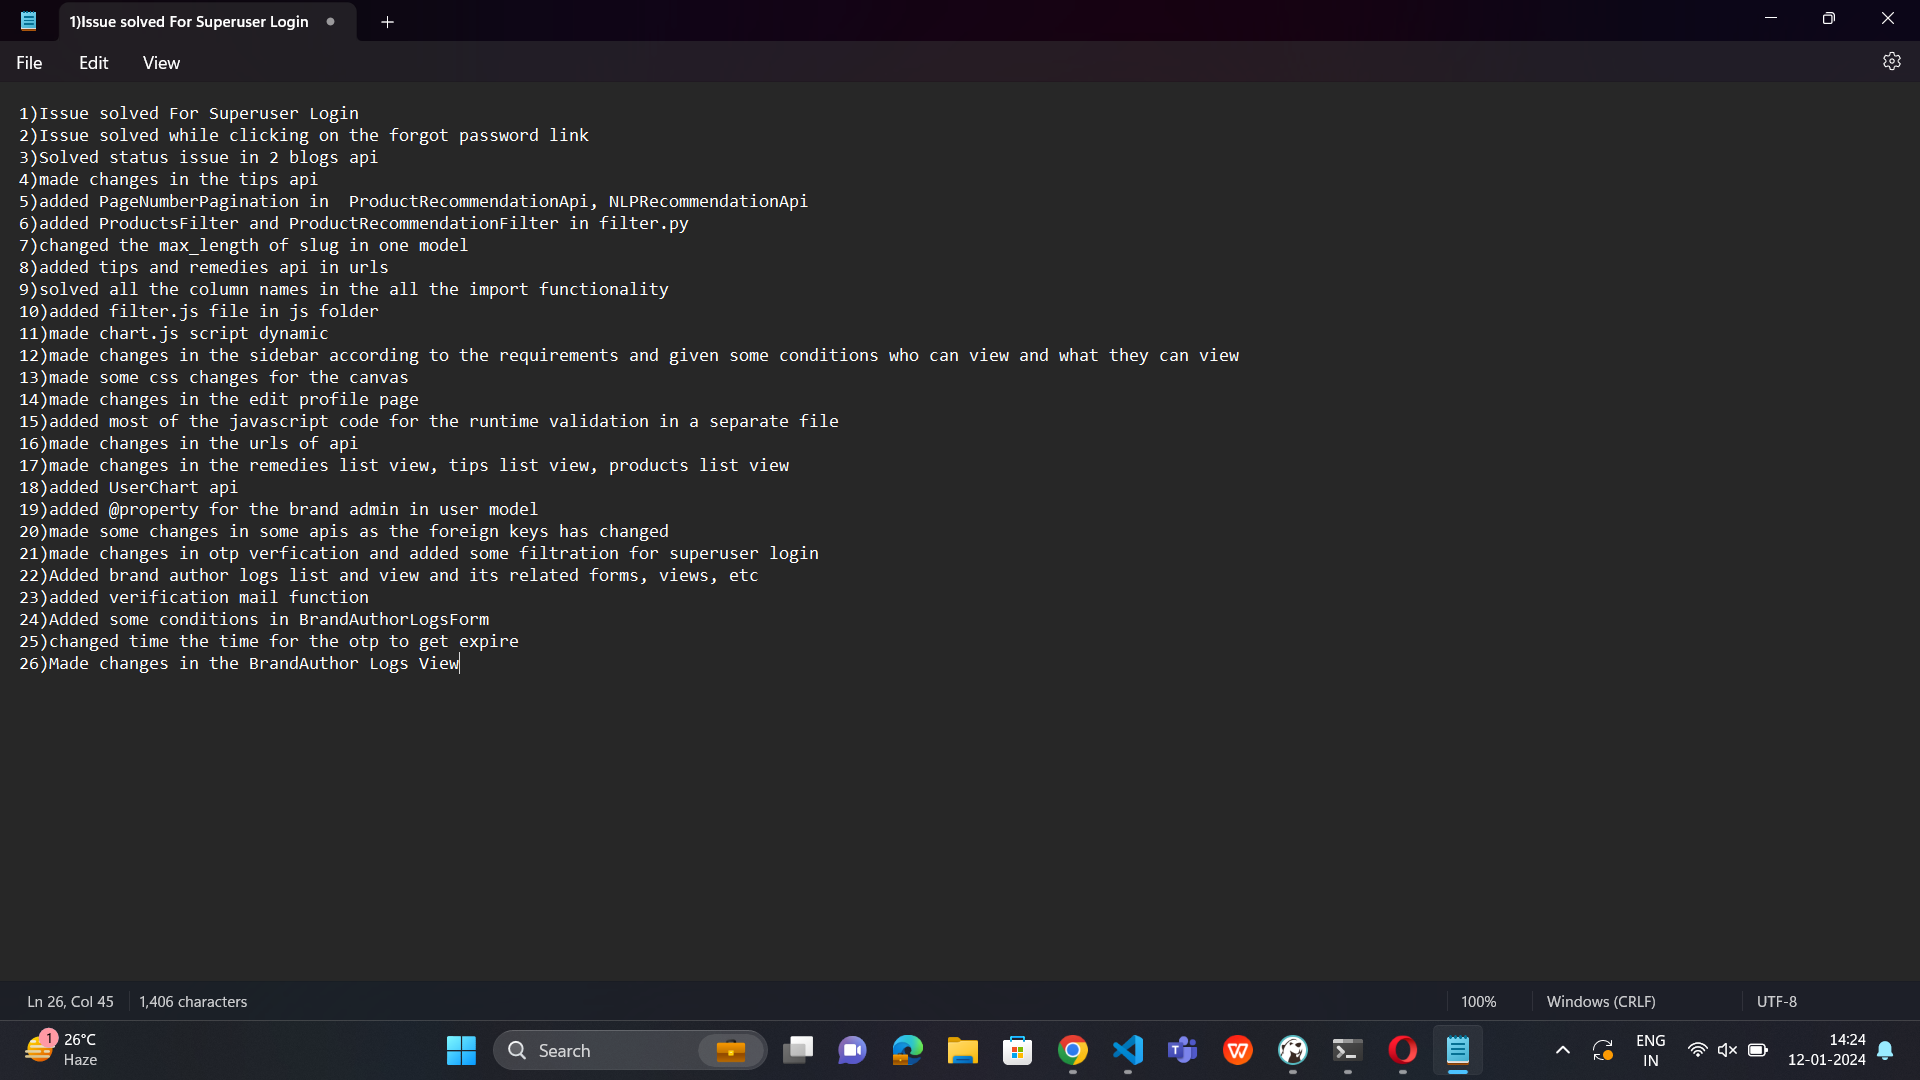 1)Issue solved For Superuser Login
File Edit View
1)Issue solved For Superuser Login
2)Issue solved while clicking on the forgot password link
3)Solved status issue in 2 blogs api
4)made changes in the tips api
5)added PageNumberPagination in  ProductRecommendationApi, NLPRecommendationApi
6)added ProductsFilter and ProductRecommendationFilter in filter.py
7)changed the max_length of slug in one model
8)added tips and remedies api in urls
9)solved all the column names in the all the import functionality
10)added filter.js file in js folder
11)made chart.js script dynamic
12)made changes in the sidebar according to the requirements and given some conditions who can view and what they can view
13)made some css changes for the canvas
14)made changes in the edit profile page
15)added most of the javascript code for the runtime validation in a separate file
16)made changes in the urls of api
17)made changes in the remedies list view, tips list view, products list view
18)added UserChart api
19)added @property for the brand admin in user model
20)made some changes in some apis as the foreign keys has changed
21)made changes in otp verfication and added some filtration for superuser login
22)Added brand author logs list and view and its related forms, views, etc
23)added verification mail function
24)Added some conditions in BrandAuthorLogsForm
25)changed time the time for the otp to get expire
26)Made changes in the BrandAuthor Logs View
Ln 26, Col 45 1,406 characters 100% Windows (CRLF) UTF-8
1 26°C
Haze
Search
ENG
IN
14:24
12-01-2024